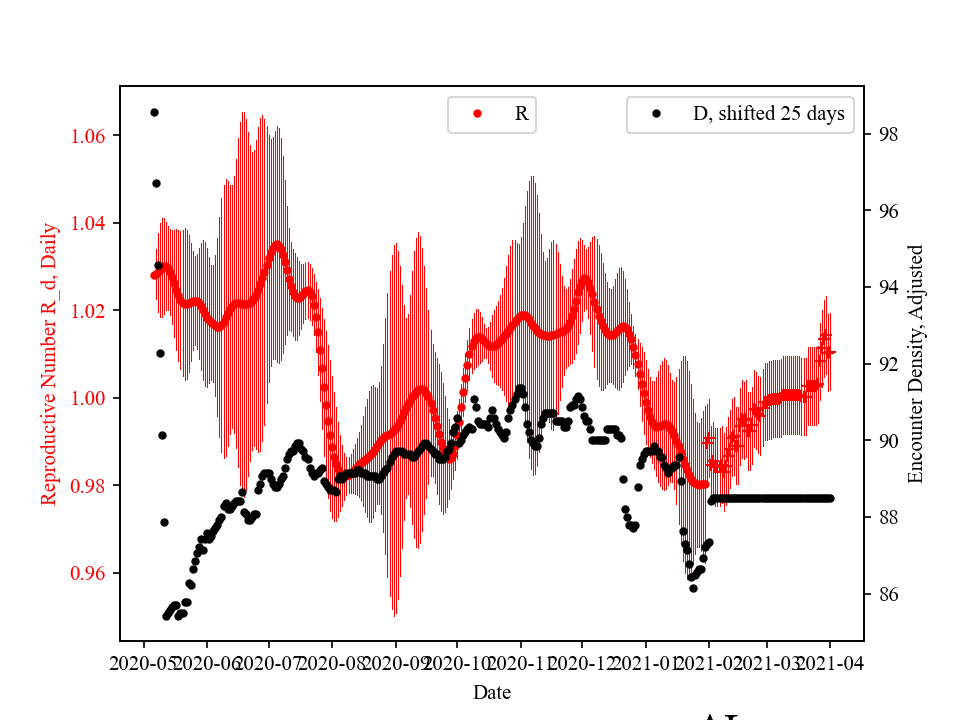 R
D, shifted 25 days
1.06
1.04
1.02
1.00
0.98
0.96
Reproductive Number R_d, Daily
98
96
94
92
90
88
86
Encounter Density, Adjusted
2020-05 2020-06 2020-07 2020-08 2020-09 2020-10 2020-11 2020-12 2021-01 2021-02 2021-03 2021-04
Date